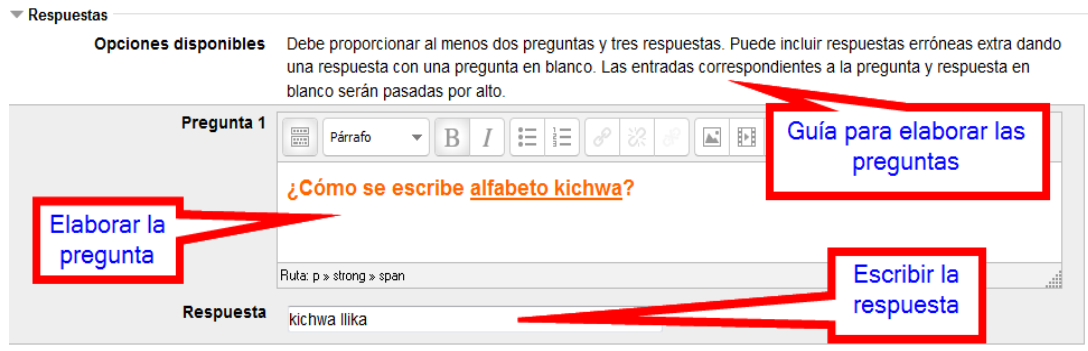 Respuestas
Opciones disponibles
Debe proporcionar al menos dos preguntas y tres respuestas. Puede incluir respuestas erróneas extra dando
una respuesta con una pregunta en blanco. Las entradas correspondientes a la pregunta y respuesta en
blanco serán pasadas por alto.
Guía para elaborar las
preguntas
Pregunta 1
Párrafo
B I
¿Cómo se escribe alfabeto kichwa?
Elaborar la
pregunta
Ruta: p » strong » span
Escribir la
respuesta
Respuesta
kichwa llika